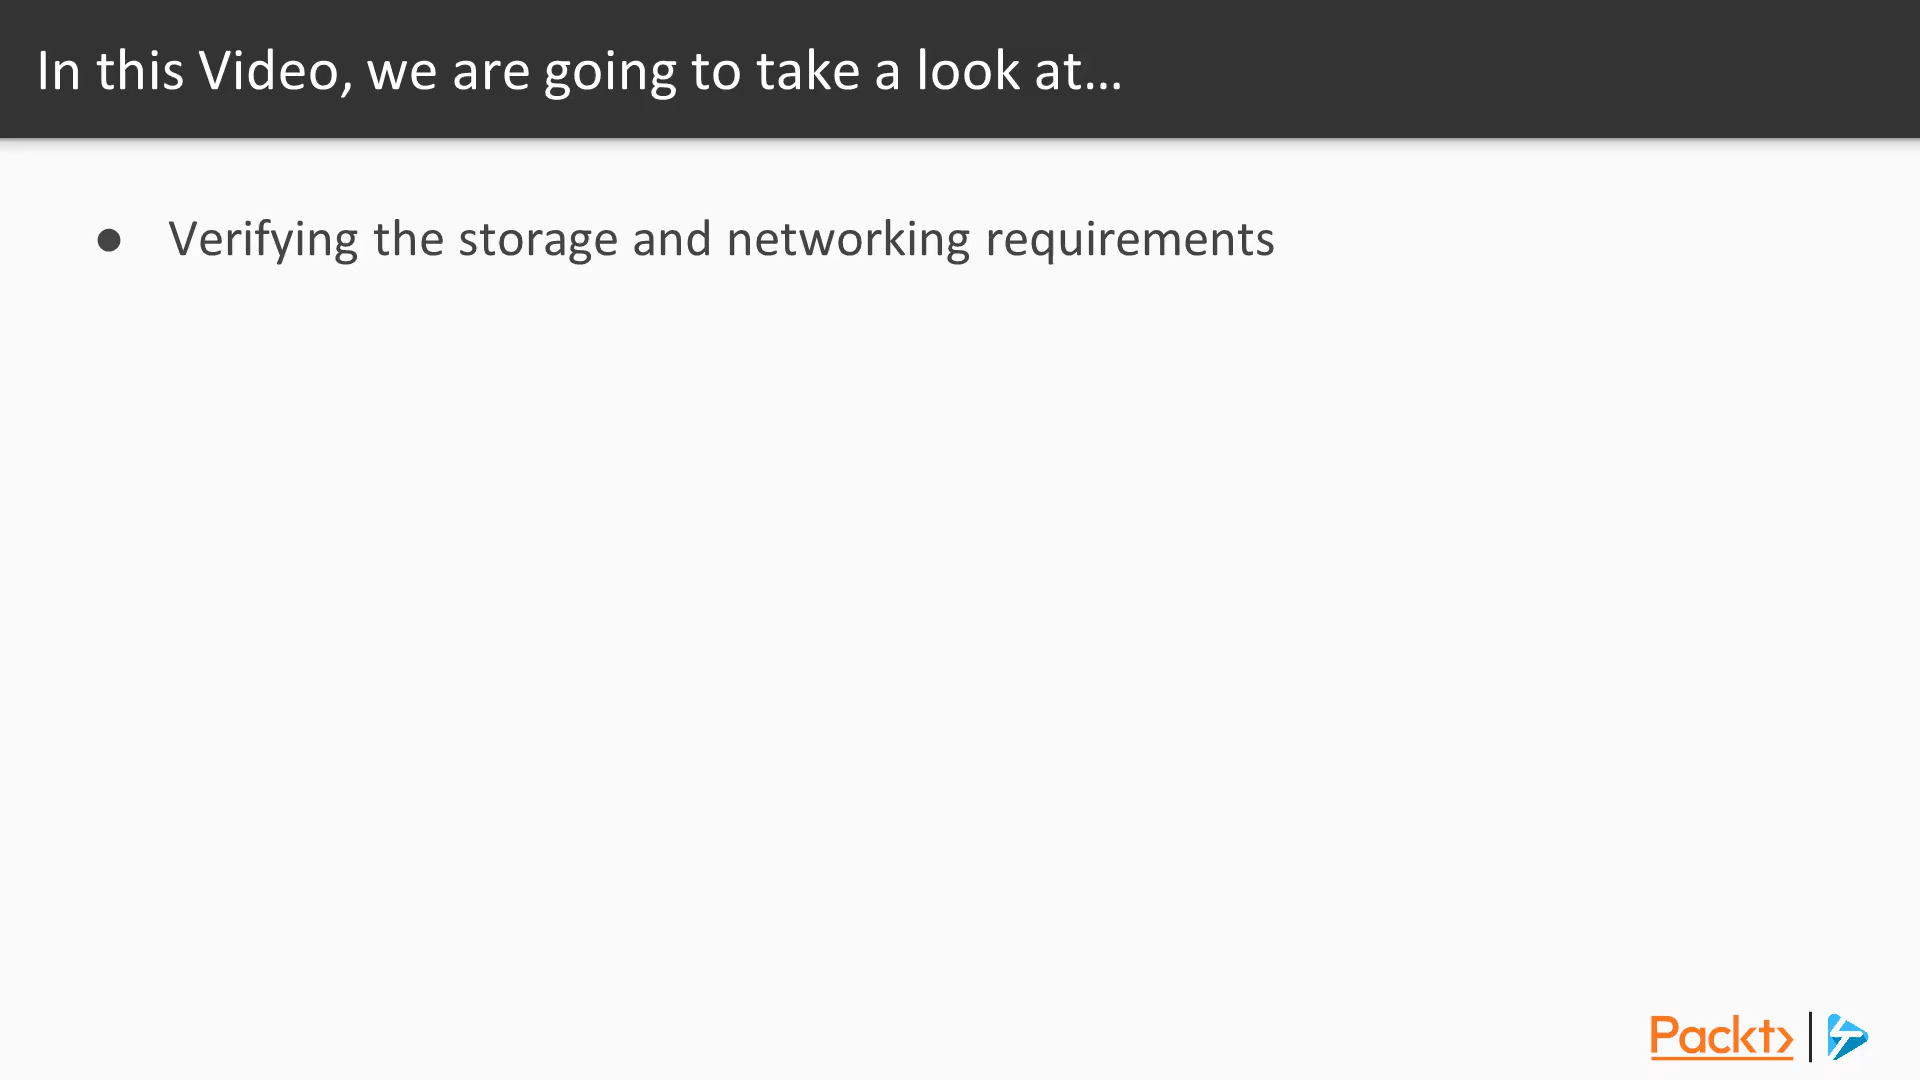 In this Video, we are going to take a look at...
● Verifying the storage and networking requirements
Packt>